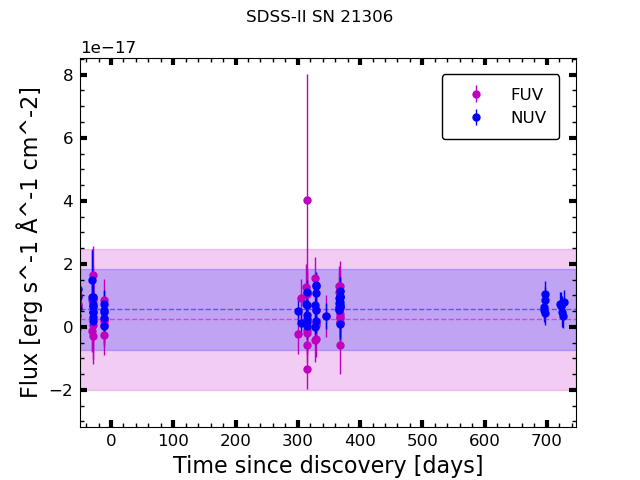 SDSS-II SN 21306
1e−17
Flux [erg s^-1 Å^-1 cm^-2]
8
6
4
2
0
−2
FUV
NUV
0 100 200 300 400 500 600 700
Time since discovery [days]